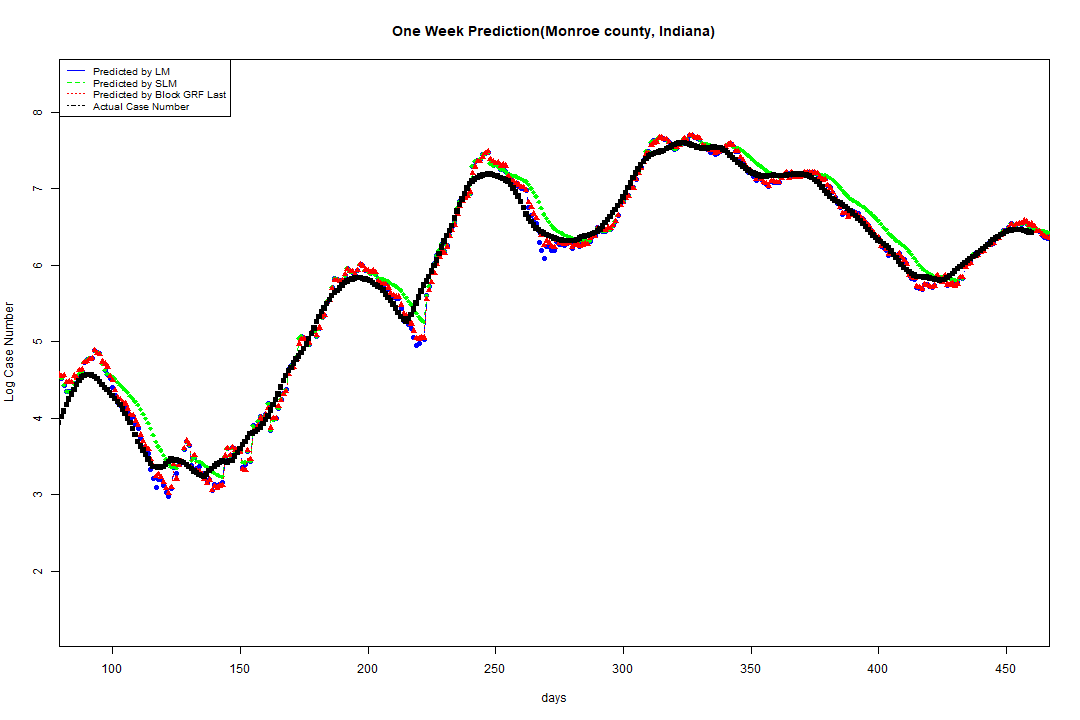 One Week Prediction(Monroe county, Indiana)
Predicted by LM
Predicted by SLM
Predicted by Block GRF Last
Actual Case Number
8
7
6
5
4
3
2
Log Case Number
100 150 200 250 300 350 400 450
days